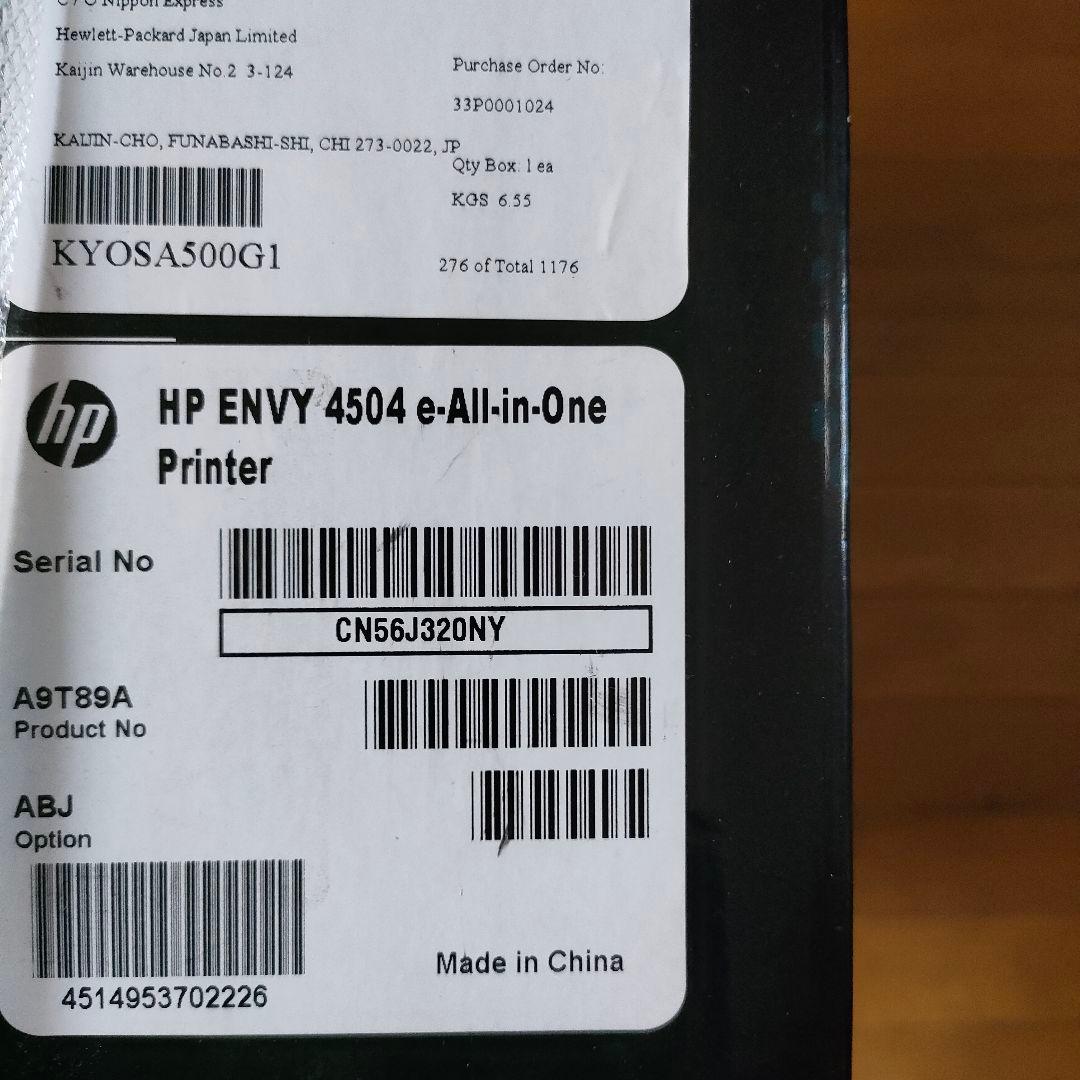 C/O Nippon Express
Hewlett-Packard Japan Limited
Kaijin Warehouse No.2 3-124
Purchase Order No:
33P0001024
KAIJIN-CHO, FUNABASHI-SHI, CHI 273-0022, JP
Qty Box: 1 ea
KGS 6.55
KYOSA500G1
276 of Total 1176
hp
HP ENVY 4504 e-All-in-One
Printer
Serial No
CN56J320NY
A9T89A
Product No
ABJ
Option
Made in China
4514953702226